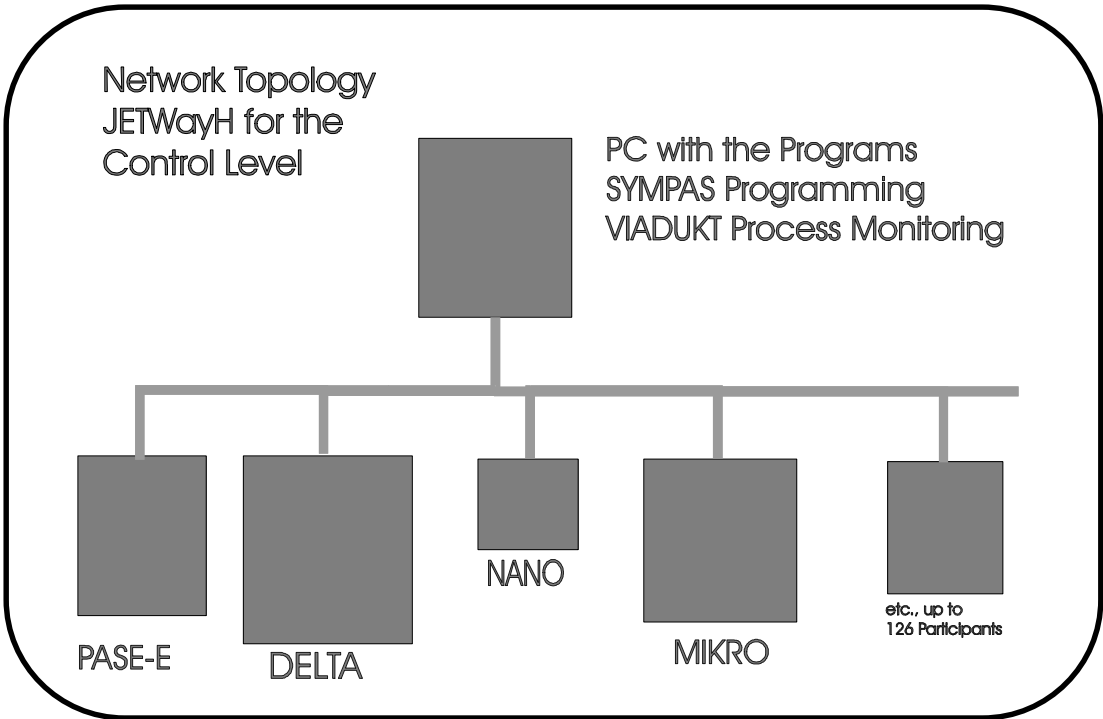 Network Topology
JETWayH for the
Control Level
PC with the Programs
SYMPAS Programming
VIADUKT Process Monitoring
PASE-E
DELTA
NANO
MIKRO
etc., up to
126 Participants